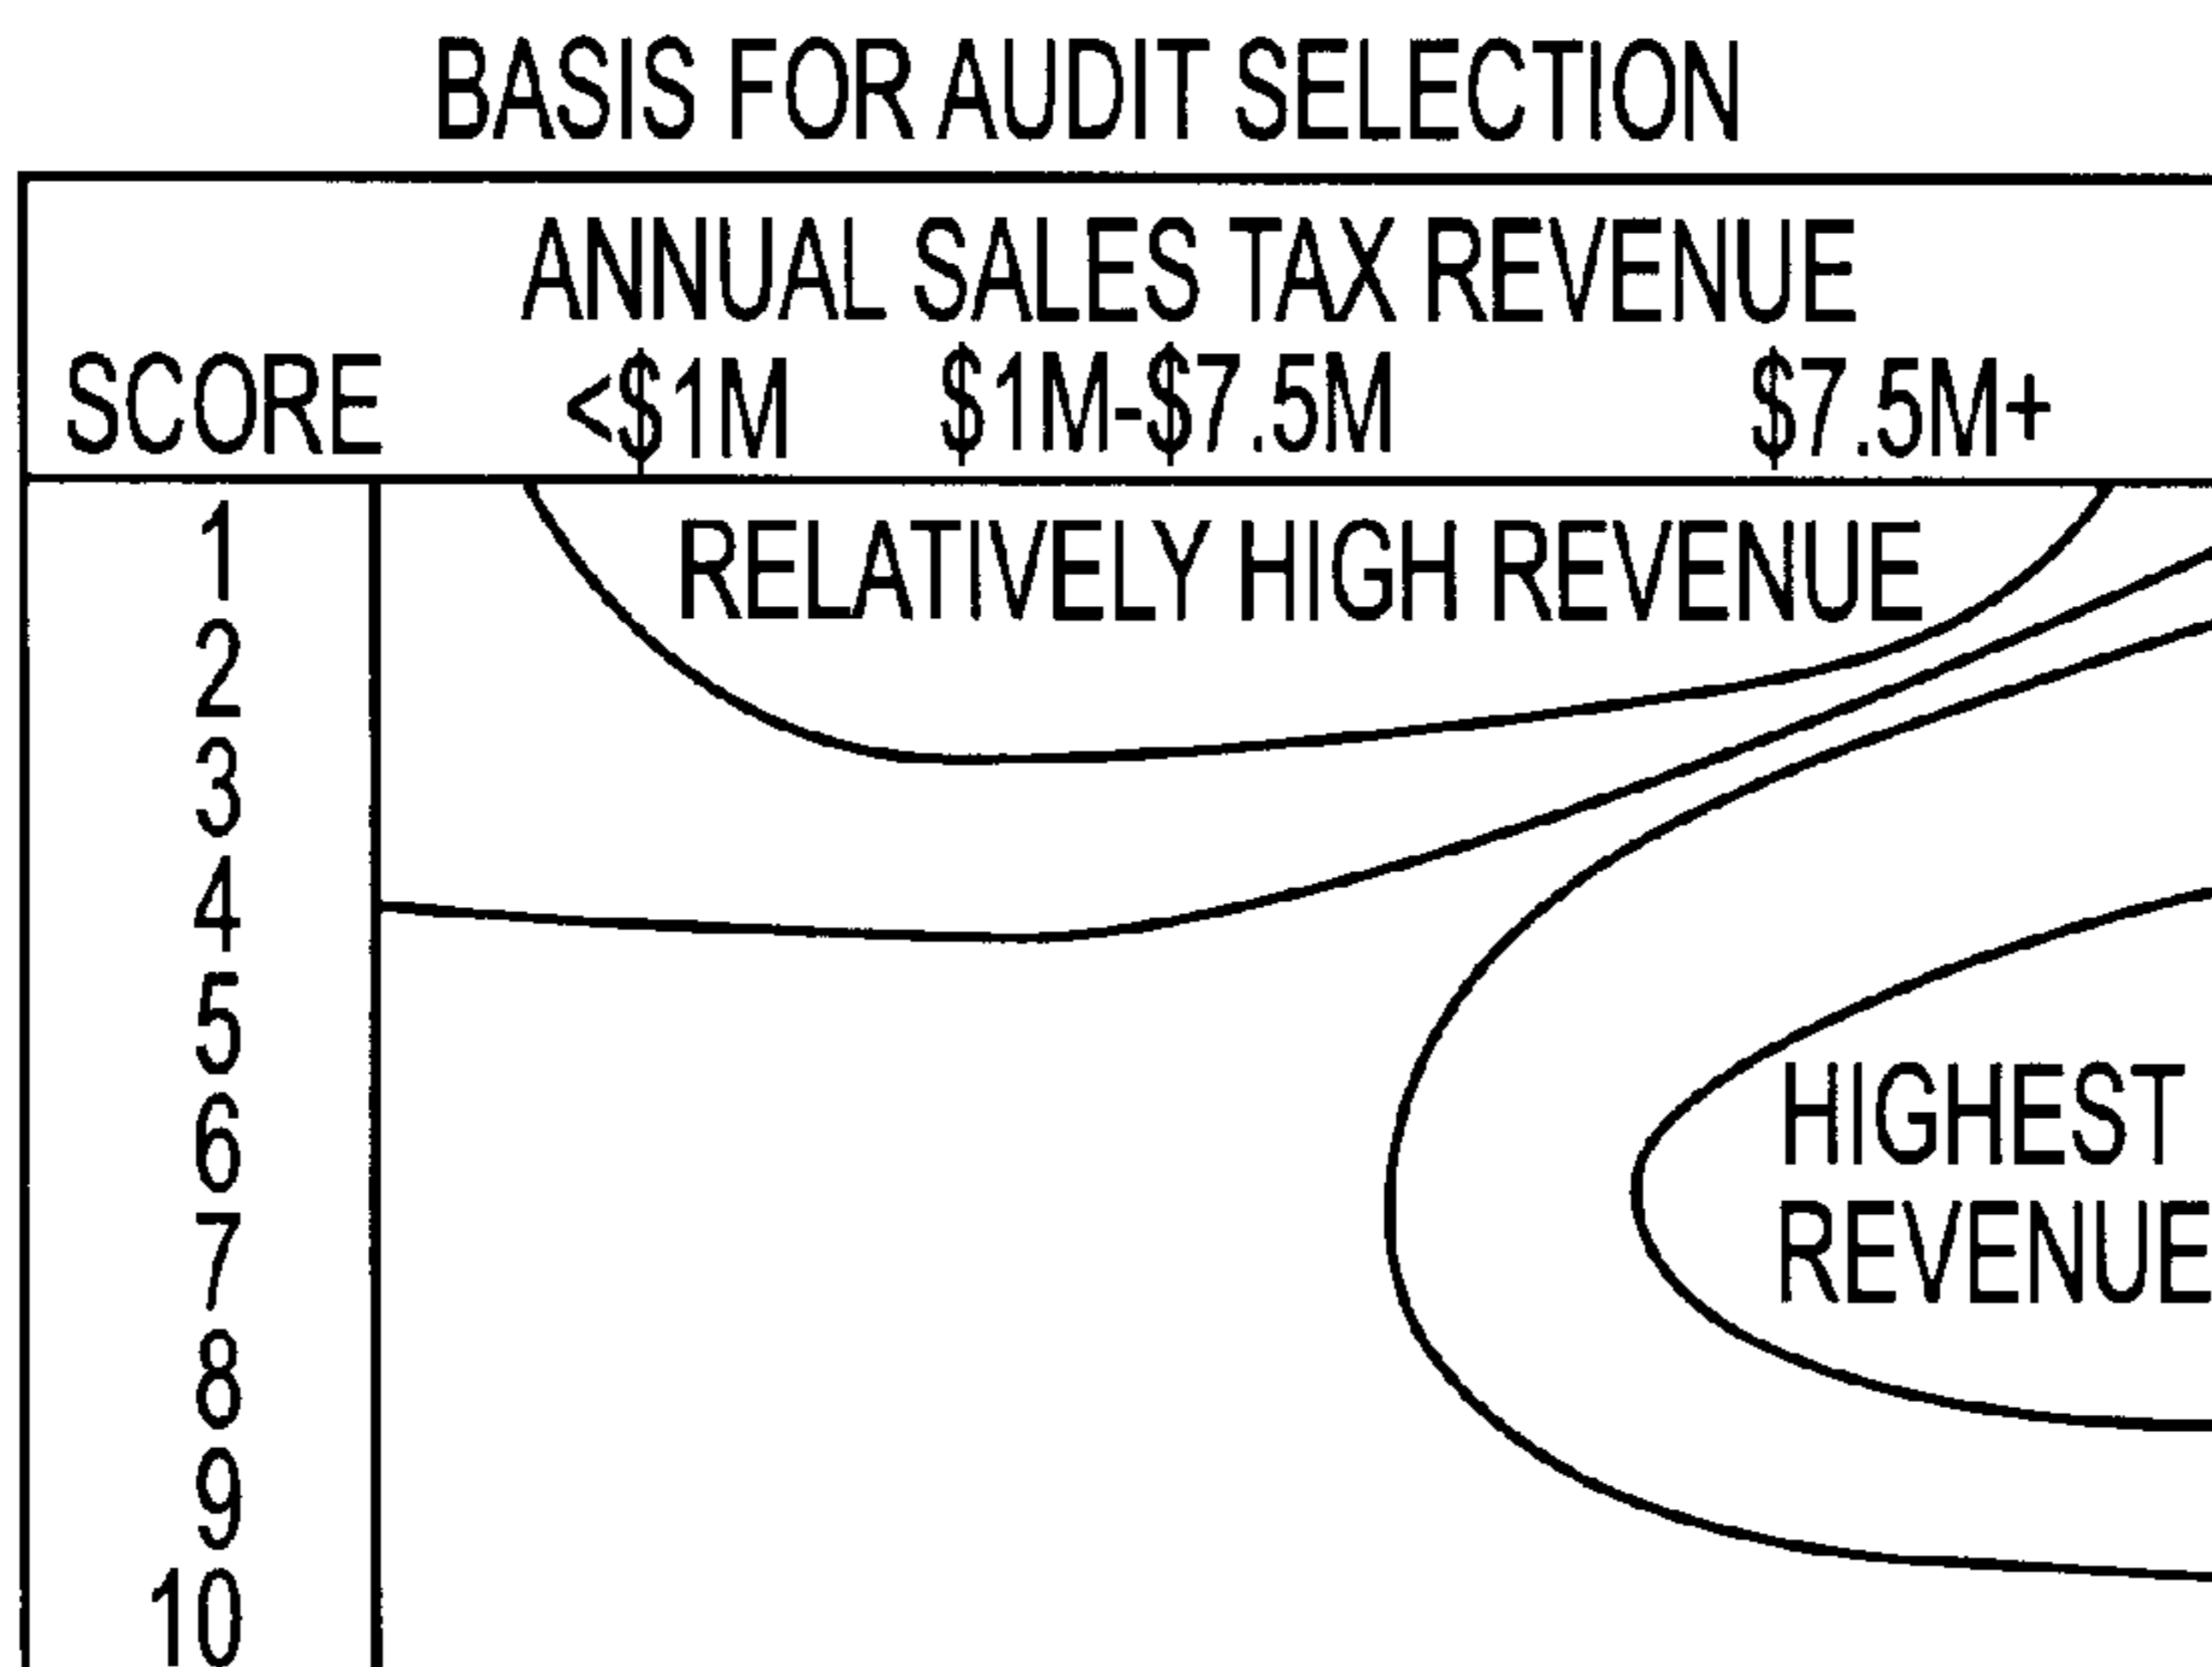 BASIS FOR AUDIT SELECTION
ANNUAL SALES TAX REVENUE
SCORE <$1M $1M-$7.5M $7.5M+
1 RELATIVELY HIGH REVENUE
2
3
4
5
6 HIGHEST
7 REVENUE
8
9
10